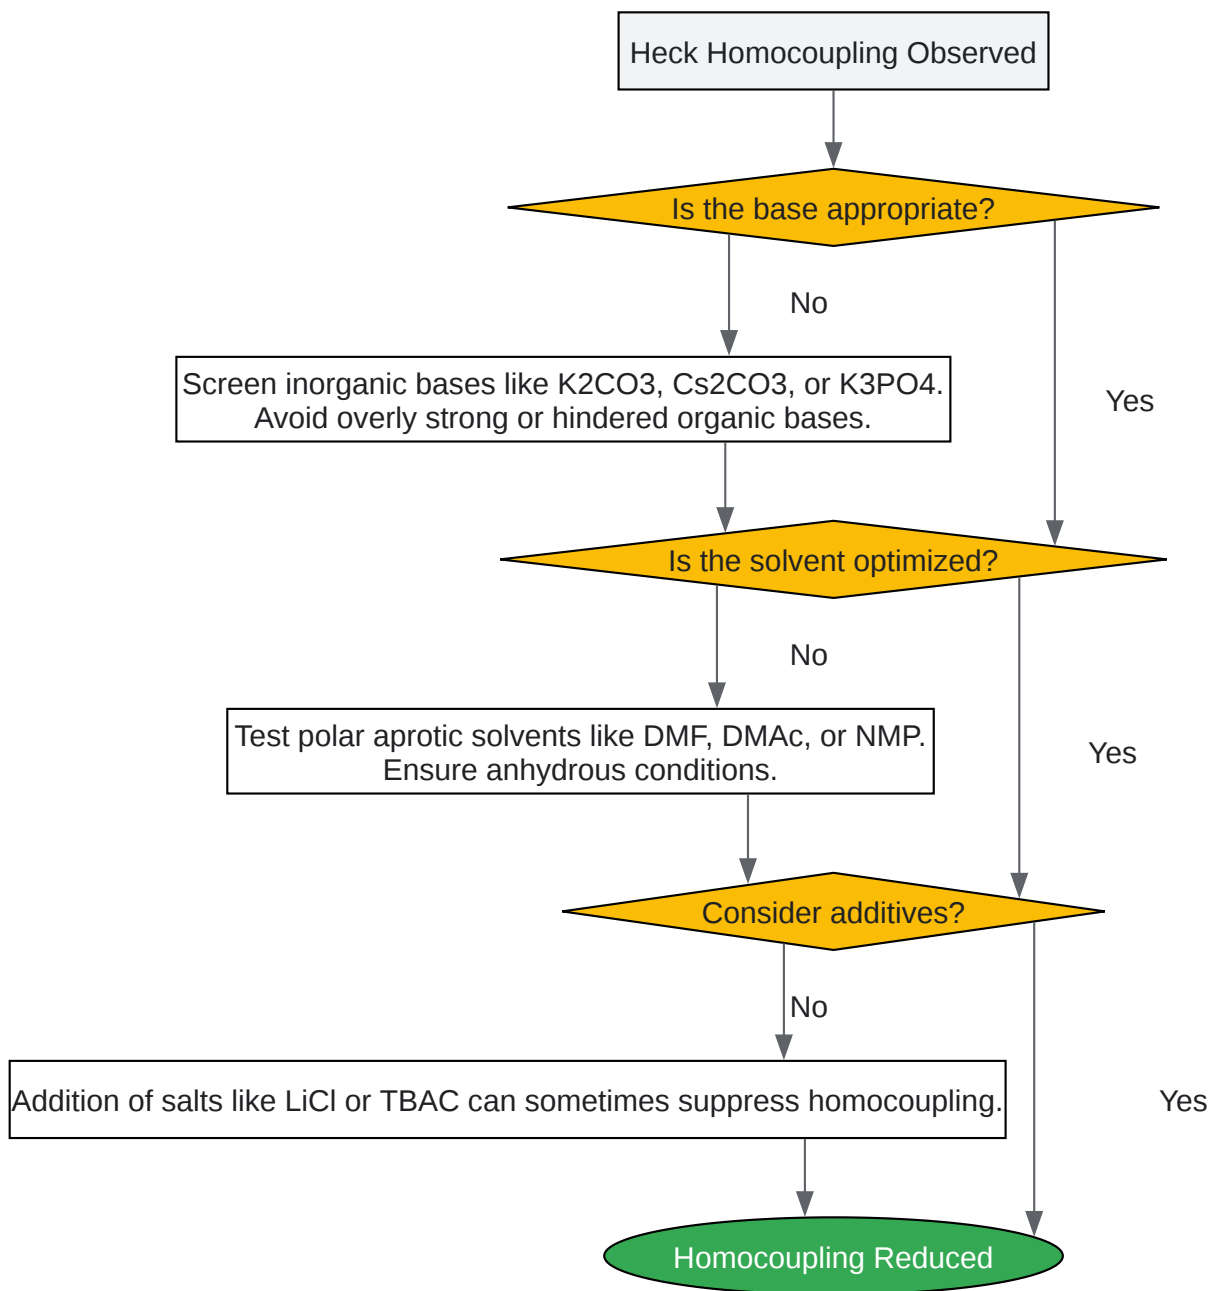 Heck Homocoupling Observed
Is the base appropriate?
No
Screen inorganic bases like K2CO3, Cs2CO3, or K3PO4.
Avoid overly strong or hindered organic bases.
Yes
Is the solvent optimized?
No
Test polar aprotic solvents like DMF, DMAc, or NMP.
Ensure anhydrous conditions.
Yes
Consider additives?
No
Addition of salts like LiCl or TBAC can sometimes suppress homocoupling.
Yes
Homocoupling Reduced